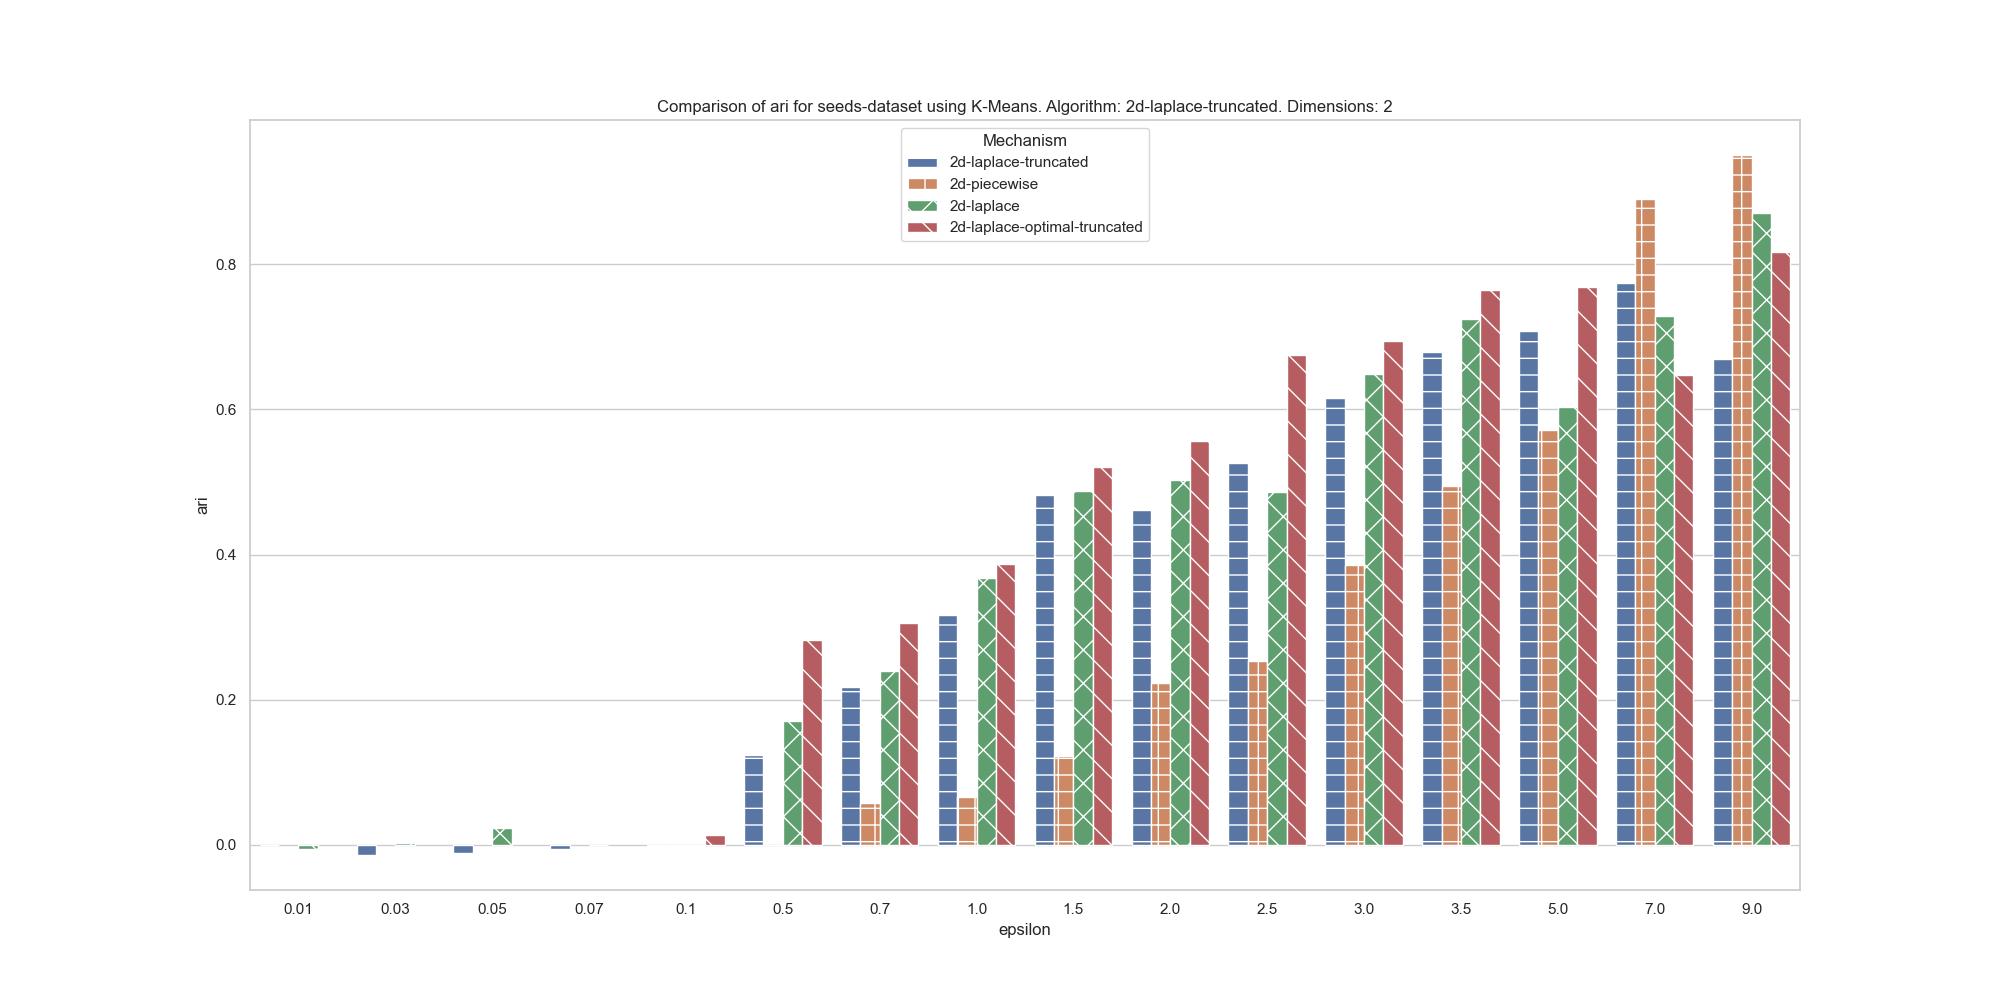 Comparison of ari for seeds-dataset using K-Means. Algorithm: 2d-laplace-truncated. Dimensions: 2
Mechanism
2d-laplace-truncated
2d-piecewise
2d-laplace
2d-laplace-optimal-truncated
0.8
0.6
0.4
0.2
0.0
ari
0.01 0.03 0.05 0.07 0.1 0.5 0.7 1.0 1.5 2.0 2.5 3.0 3.5 5.0 7.0 9.0
epsilon